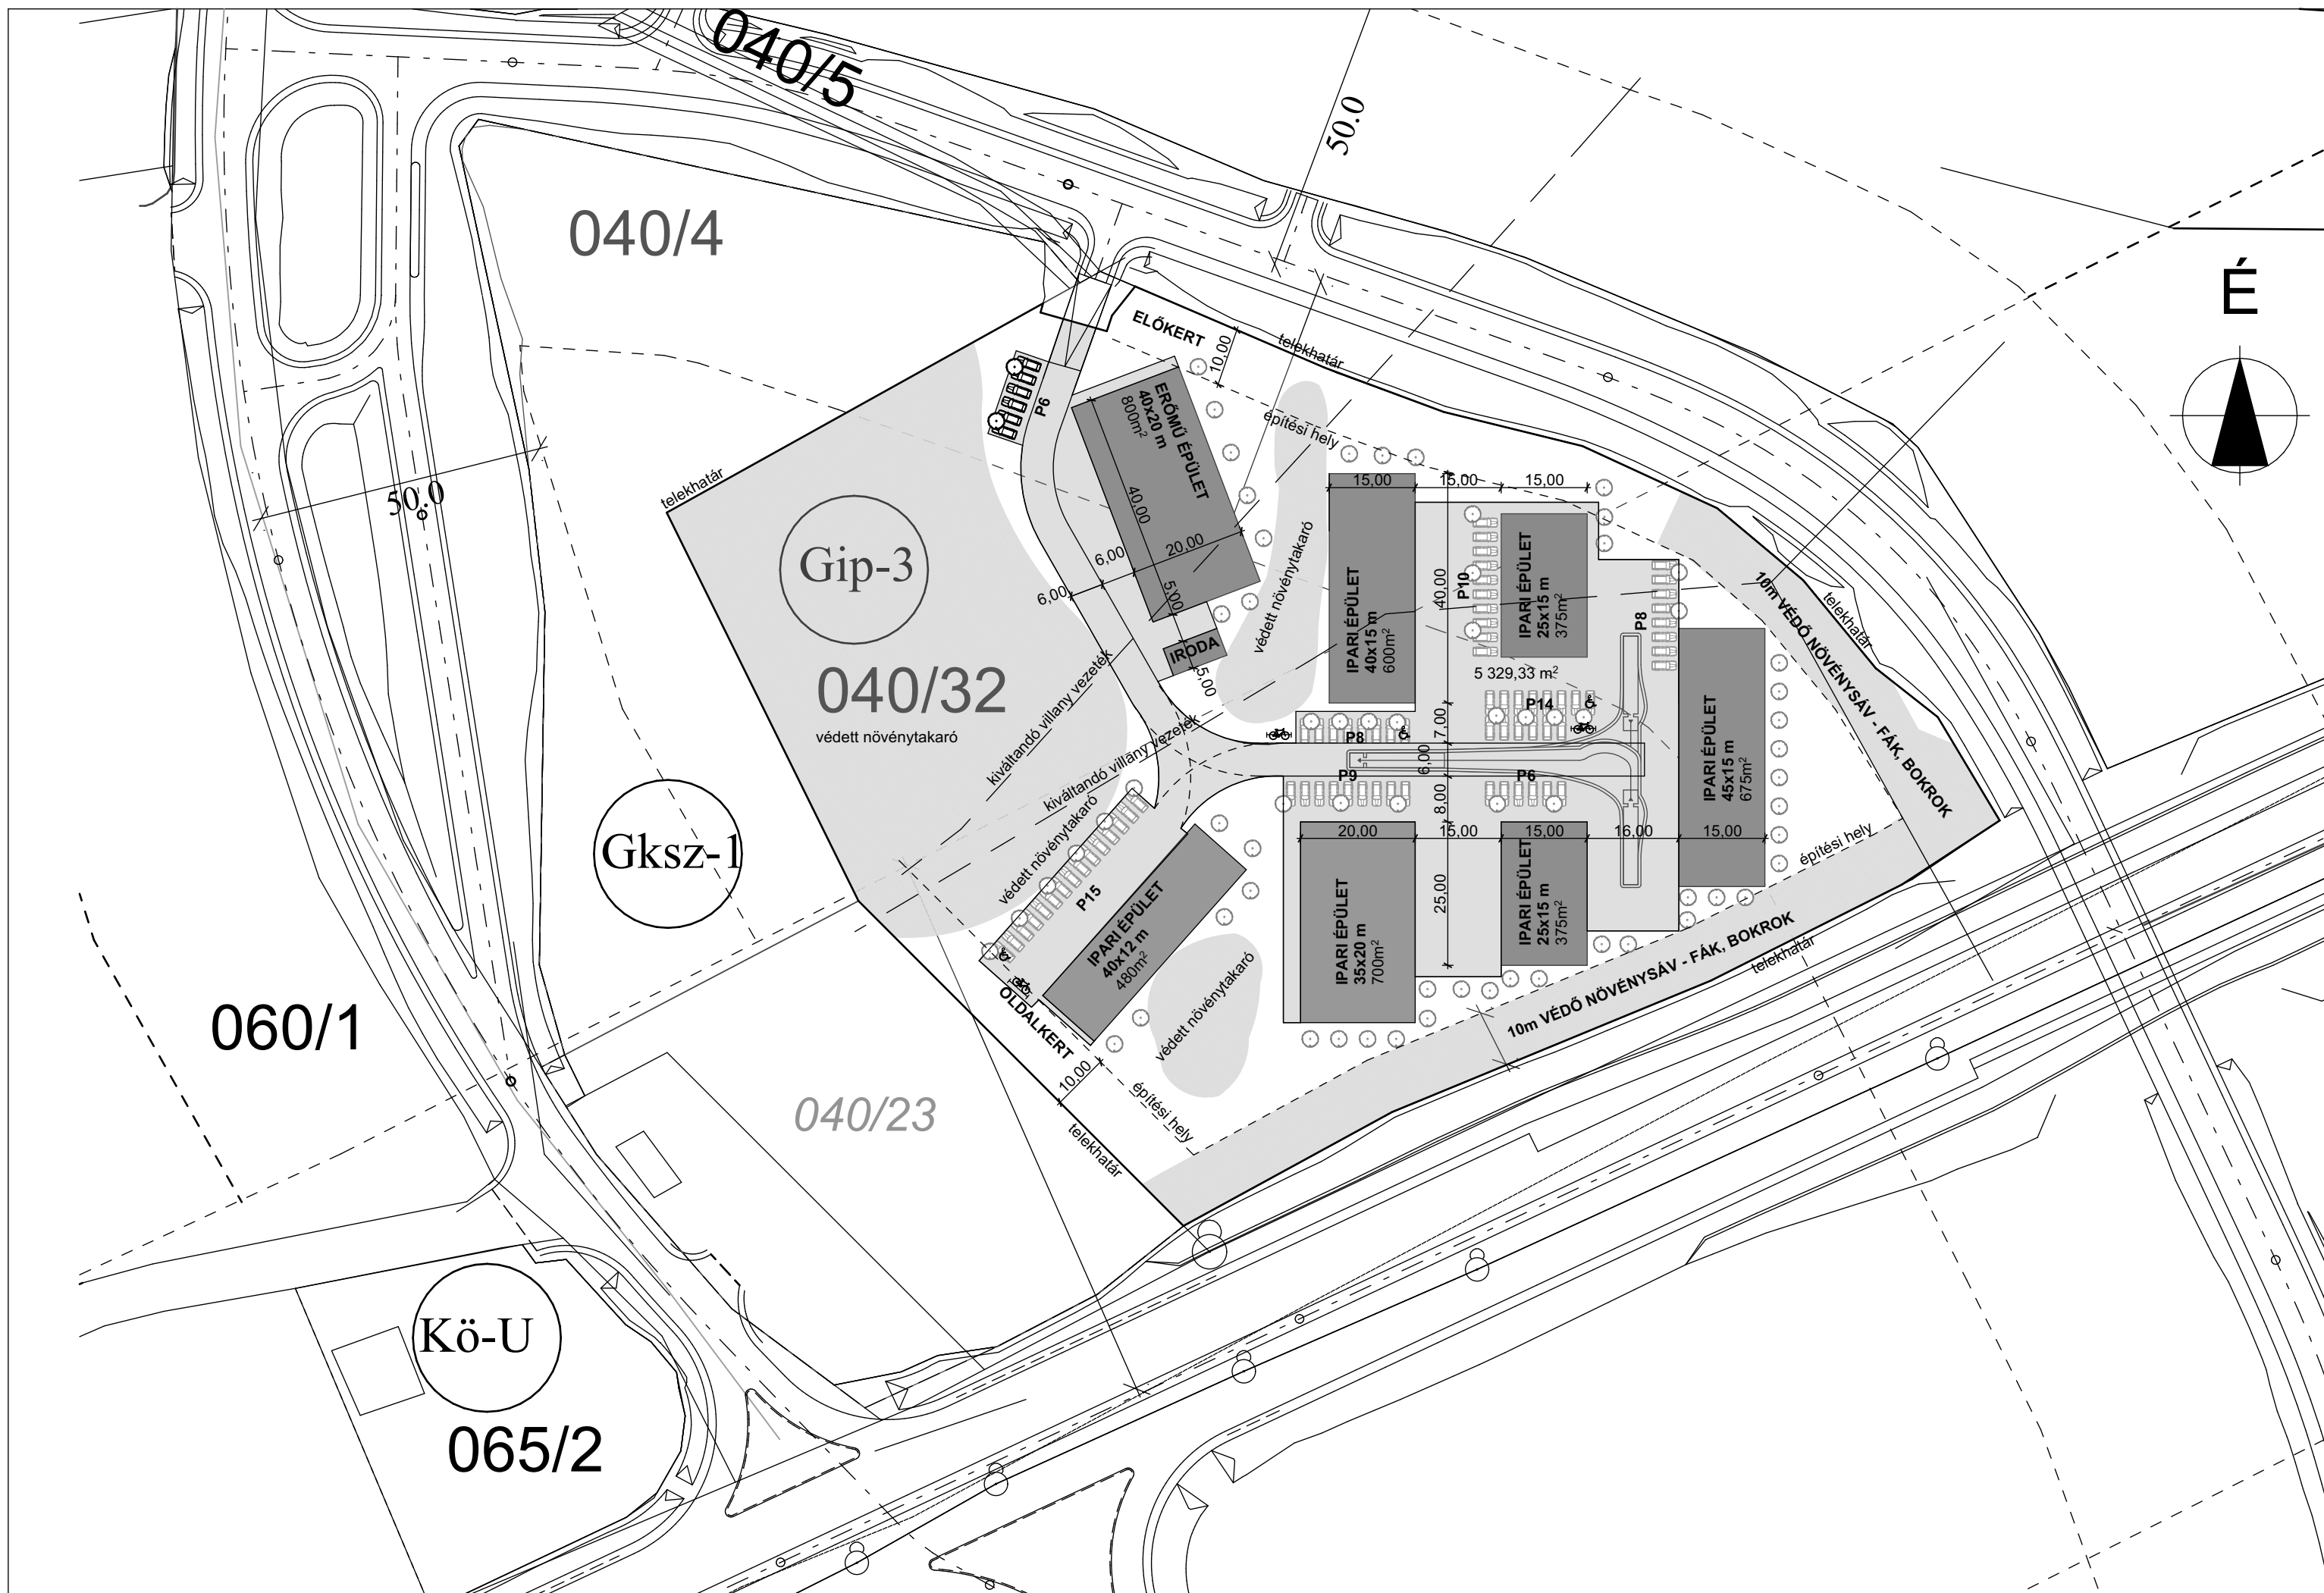 040/5
50.0
040/4
É
ELŐKERT
10,00
telekhatár
P6
ERŐMŰ ÉPÜLET
40x20 m
800m²
építési hely
telekhatár
50.0
15,00
15,00
15,00
40,00
20,00
6,00
6,00
5,00
Gip-3
védett növénytakaró
IPARI ÉPÜLET
40x15 m
600m²
40,00
P10
IPARI ÉPÜLET
25x15 m
375m²
P8
10m VÉDŐ NÖVÉNYSÁV - FÁK, BOKROK
telekhatár
IRODA
5,00
040/32
védett növénytakaró
kiváltandó villany vezeték
kiváltandó villany vezeték
5 329,33 m²
P14
7,00
P8
6,00
P9
P6
8,00
IPARI ÉPÜLET
45x15 m
675m²
Gksz-1
védett növénytakaró
P15
20,00
15,00
15,00
16,00
15,00
építési hely
IPARI ÉPÜLET
40x12 m
480m²
IPARI ÉPÜLET
35x20 m
700m²
25,00
IPARI ÉPÜLET
25x15 m
375m²
10m VÉDŐ NÖVÉNYSÁV - FÁK, BOKROK
telekhatár
védett növénytakaró
OLDALKERT
10,00
060/1
040/23
építési hely
telekhatár
Kö-U
065/2